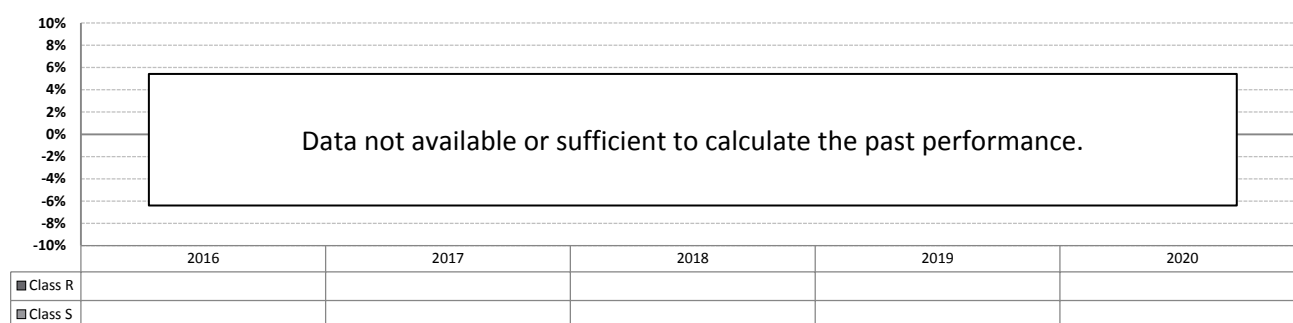 10%
8%
6%
4%
2%
0%
-2%
-4%
-6%
-8%
-10%
Data not available or sufficient to calculate the past performance.
2016 2017 2018 2019 2020
Class R
Class S